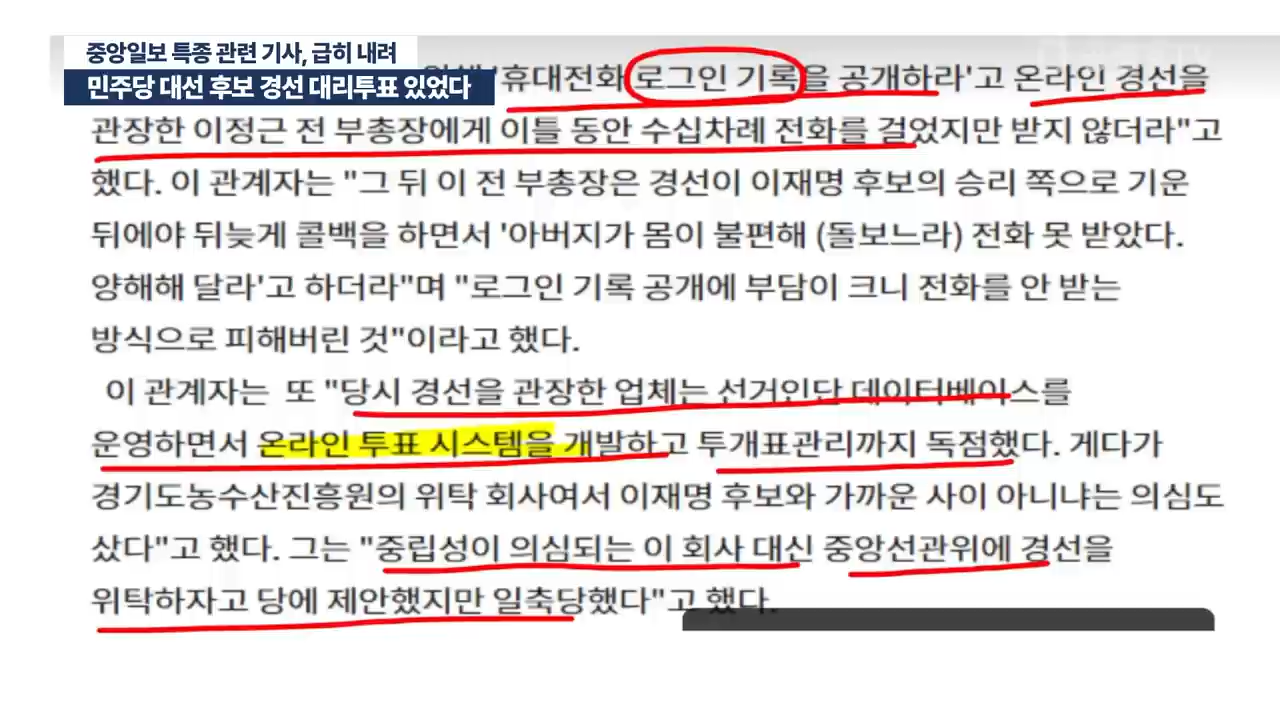 중앙일보 특종 관련 기사, 급히 내려
민주당 대선 후보 경선 대리투표 있었다
'휴대전화 로그인 기록을 공개하라'고 온라인 경선을
관장한 이정근 전 부총장에게 이틀 동안 수십차례 전화를 걸었지만 받지 않더라"고
했다. 이 관계자는 "그 뒤 이 전 부총장은 경선이 이재명 후보의 승리 쪽으로 기운
뒤에야 뒤늦게 콜백을 하면서 '아버지가 몸이 불편해 (돌보느라) 전화 못 받았다.
양해해 달라'고 하더라"며 "로그인 기록 공개에 부담이 크니 전화를 안 받는
방식으로 피해버린 것"이라고 했다.
이 관계자는 또 "당시 경선을 관장한 업체는 선거인단 데이터베이스를
운영하면서 온라인 투표 시스템을 개발하고 투개표관리까지 독점했다. 게다가
경기도농수산진흥원의 위탁 회사여서 이재명 후보와 가까운 사이 아니냐는 의심도
샀다"고 했다. 그는 "중립성이 의심되는 이 회사 대신 중앙선관위에 경선을
위탁하자고 당에 제안했지만 일축당했다"고 했다.